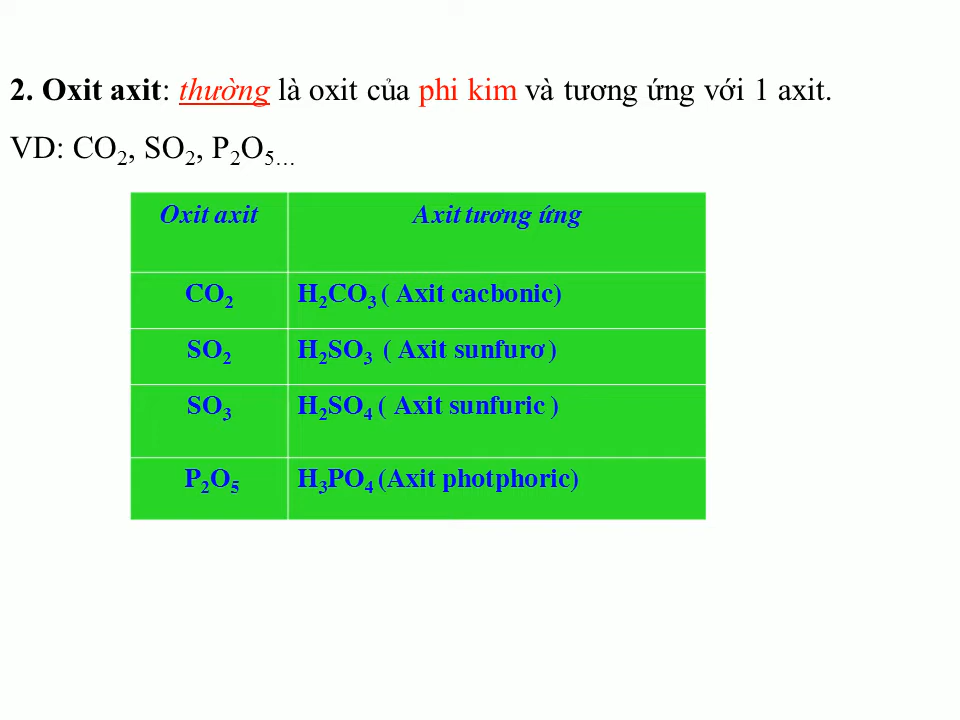 2. Oxit axit: thường là oxit của phi kim và tương ứng với 1 axit.
VD: CO₂, SO₂, P₂O₅...
Oxit axit Axit tương ứng
CO₂ H₂CO₃ ( Axit cacbonic)
SO₂ H₂SO₃ ( Axit sunfurơ )
SO₃ H₂SO₄ ( Axit sunfuric )
P₂O₅ H₃PO₄ (Axit photphoric)